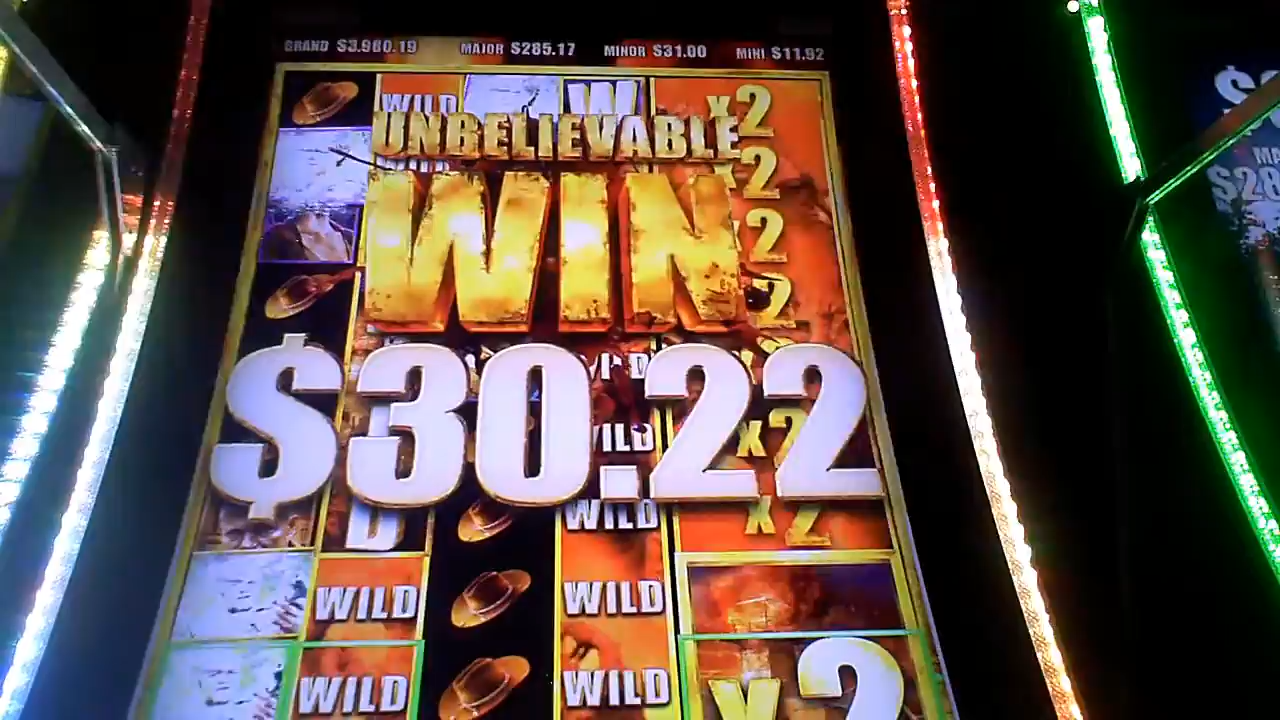 GRAND $3,980.19 MAJOR $285.17 MINOR $31.00 MINI $11.92
WILD W x2
UNBELIEVABLE
x2
WIN
x2
$30.22
WILD x2
WILD x2
WILD WILD
WILD WILD x2